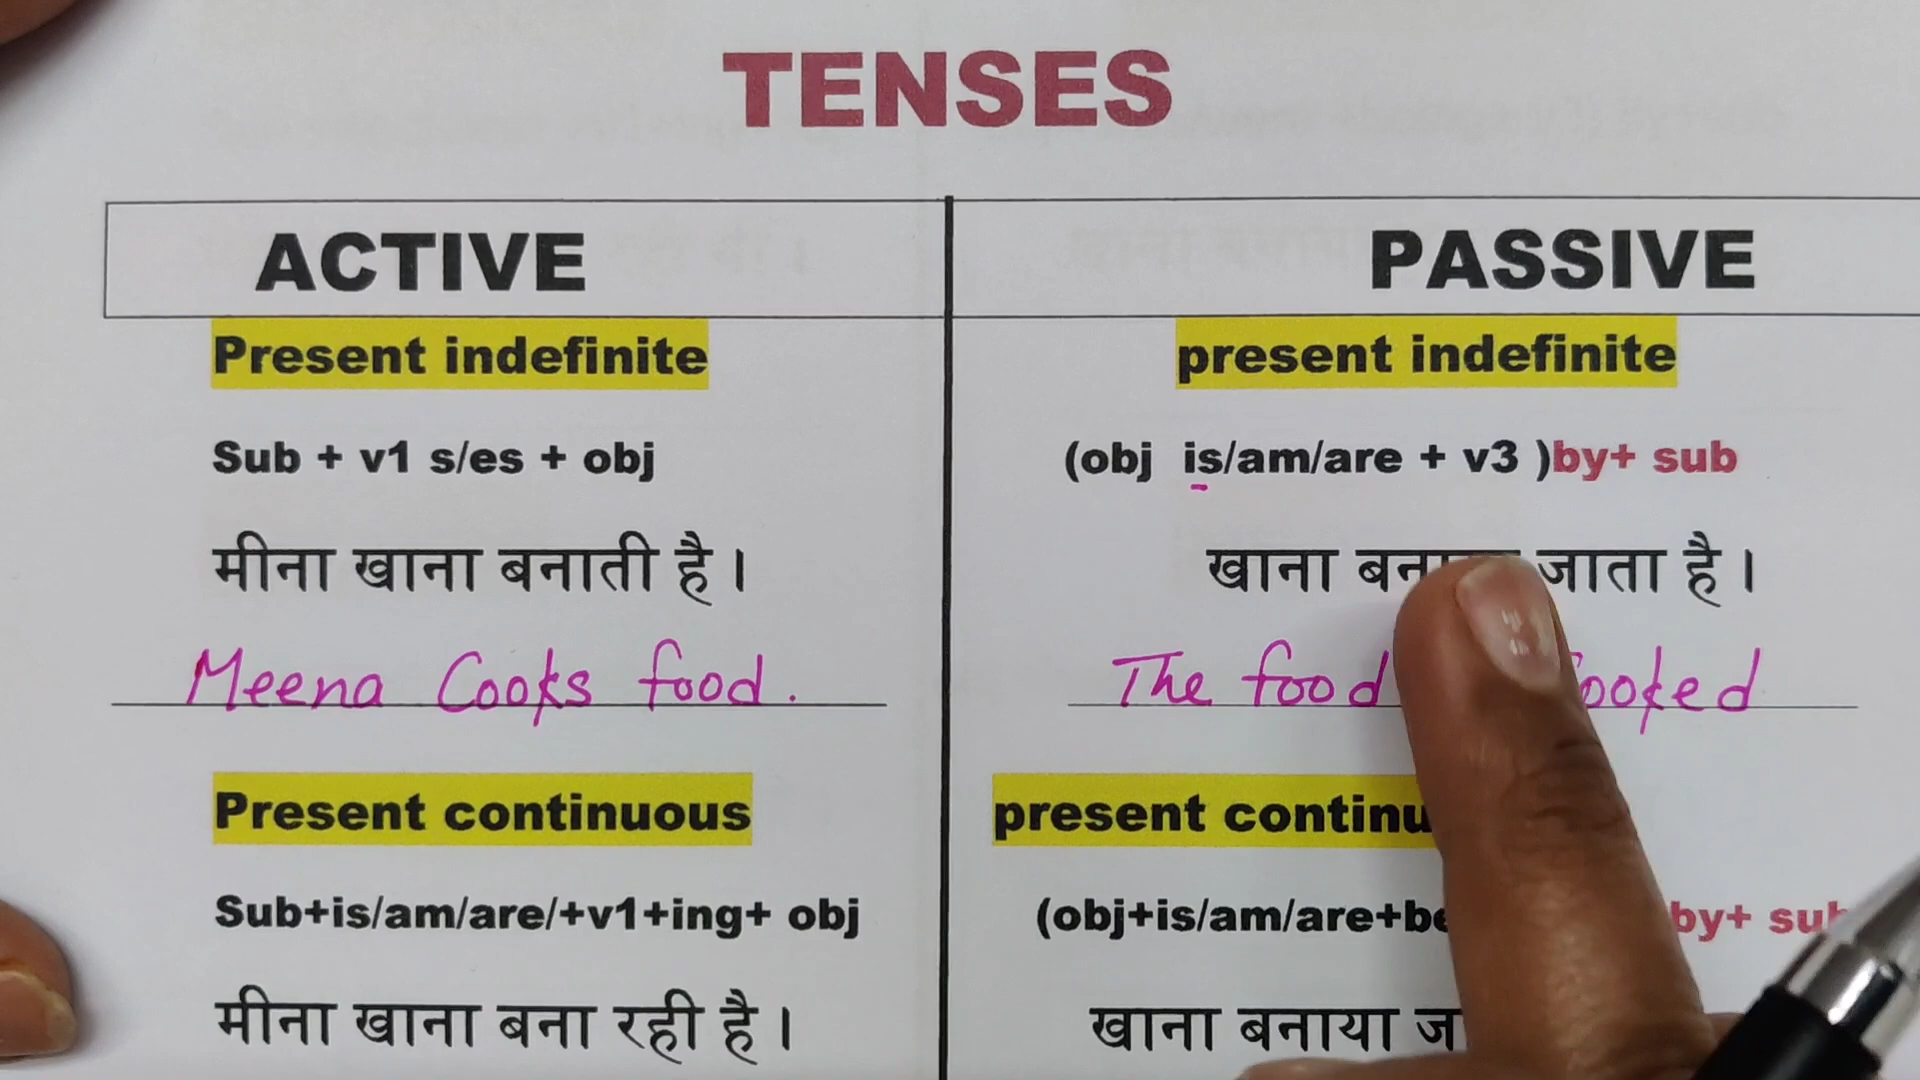 TENSES
ACTIVE
PASSIVE
Present indefinite
present indefinite
Sub + v1 s/es + obj
(obj is/am/are + v3 )by+ sub
मीना खाना बनाती है ।
खाना जाता है ।
Meena Cooks food.
The food
Present continuous
present
Sub+is/am/are/+v1+ing+ obj
(obj+is/am/are+ by+
मीना खाना बना रही है ।
खाना बनाया